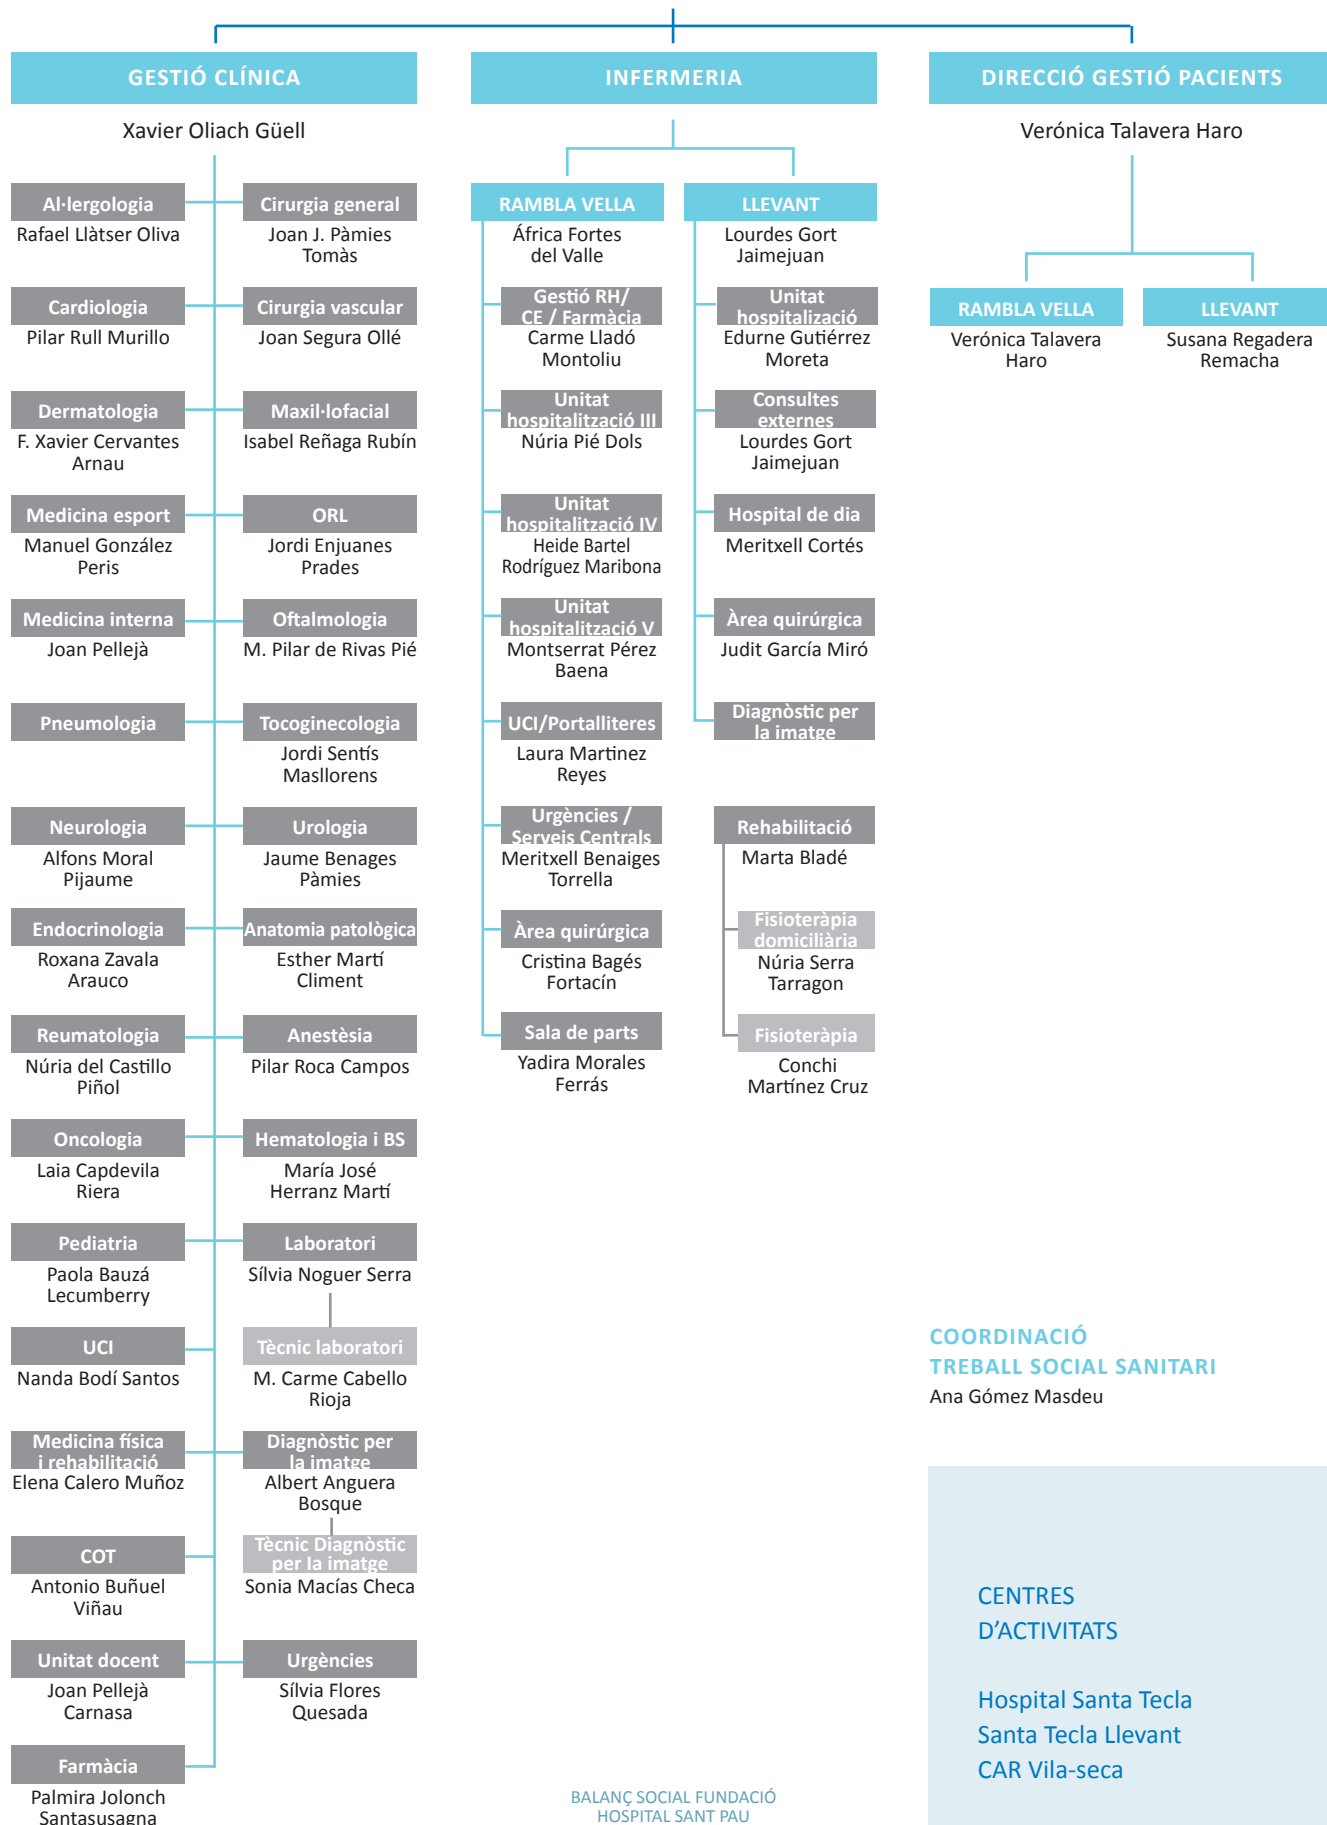 GESTIÓ CLÍNICA
Xavier Oliach Güell
Al·lergologia
Rafael Llàtser Oliva
Cirurgia general
Joan J. Pàmies
Tomàs
Cardiologia
Pilar Rull Murillo
Cirurgia vascular
Joan Segura Ollé
Dermatologia
F. Xavier Cervantes
Arnau
Maxil·lofacial
Isabel Reñaga Rubín
Medicina esport
Manuel González
Peris
ORL
Jordi Enjuanes
Prades
Medicina interna
Joan Pellejà
Oftalmologia
M. Pilar de Rivas Pié
Pneumologia
Tocoginecologia
Jordi Sentís
Masllorens
Neurologia
Alfons Moral
Pijaume
Urologia
Jaume Benages
Pàmies
Endocrinologia
Roxana Zavala
Arauco
Anatomia patològica
Esther Martí
Climent
Reumatologia
Núria del Castillo
Piñol
Anestèsia
Pilar Roca Campos
Oncologia
Laia Capdevila
Riera
Hematologia i BS
María José
Herranz Martí
Pediatria
Paola Bauzá
Lecumberry
Laboratori
Sílvia Noguer Serra
UCI
Nanda Bodí Santos
Tècnic laboratori
M. Carme Cabello
Rioja
Medicina física
i rehabilitació
Elena Calero Muñoz
Diagnòstic per
la imatge
Albert Anguera
Bosque
COT
Antonio Buñuel
Viñau
Tècnic Diagnòstic
per la imatge
Sonia Macías Checa
Unitat docent
Joan Pellejà
Carnasa
Urgències
Sílvia Flores
Quesada
Farmàcia
Palmira Jolonch
Santasusagna
INFERMERIA
RAMBLA VELLA
África Fortes
del Valle
Gestió RH/
CE / Farmàcia
Carme Lladó
Montoliu
Unitat
hospitalització III
Núria Pié Dols
Unitat
hospitalització IV
Heide Bartel
Rodríguez Maribona
Unitat
hospitalització V
Montserrat Pérez
Baena
UCI/Portalliteres
Laura Martinez
Reyes
Urgències /
Serveis Centrals
Meritxell Benaiges
Torrella
Àrea quirúrgica
Cristina Bagés
Fortacín
Sala de parts
Yadira Morales
Ferrás
LLEVANT
Lourdes Gort
Jaimejuan
Unitat
hospitalizació
Edurne Gutiérrez
Moreta
Consultes
externes
Lourdes Gort
Jaimejuan
Hospital de dia
Meritxell Cortés
Àrea quirúrgica
Judit García Miró
Diagnòstic per
la imatge
Rehabilitació
Marta Bladé
Fisioteràpia
domiciliària
Núria Serra
Tarragon
Fisioteràpia
Conchi
Martínez Cruz
DIRECCIÓ GESTIÓ PACIENTS
Verónica Talavera Haro
RAMBLA VELLA
Verónica Talavera
Haro
LLEVANT
Susana Regadera
Remacha
COORDINACIÓ
TREBALL SOCIAL SANITARI
Ana Gómez Masdeu
CENTRES
D'ACTIVITATS
Hospital Santa Tecla
Santa Tecla Llevant
CAR Vila-seca
BALANÇ SOCIAL FUNDACIÓ
HOSPITAL SANT PAU